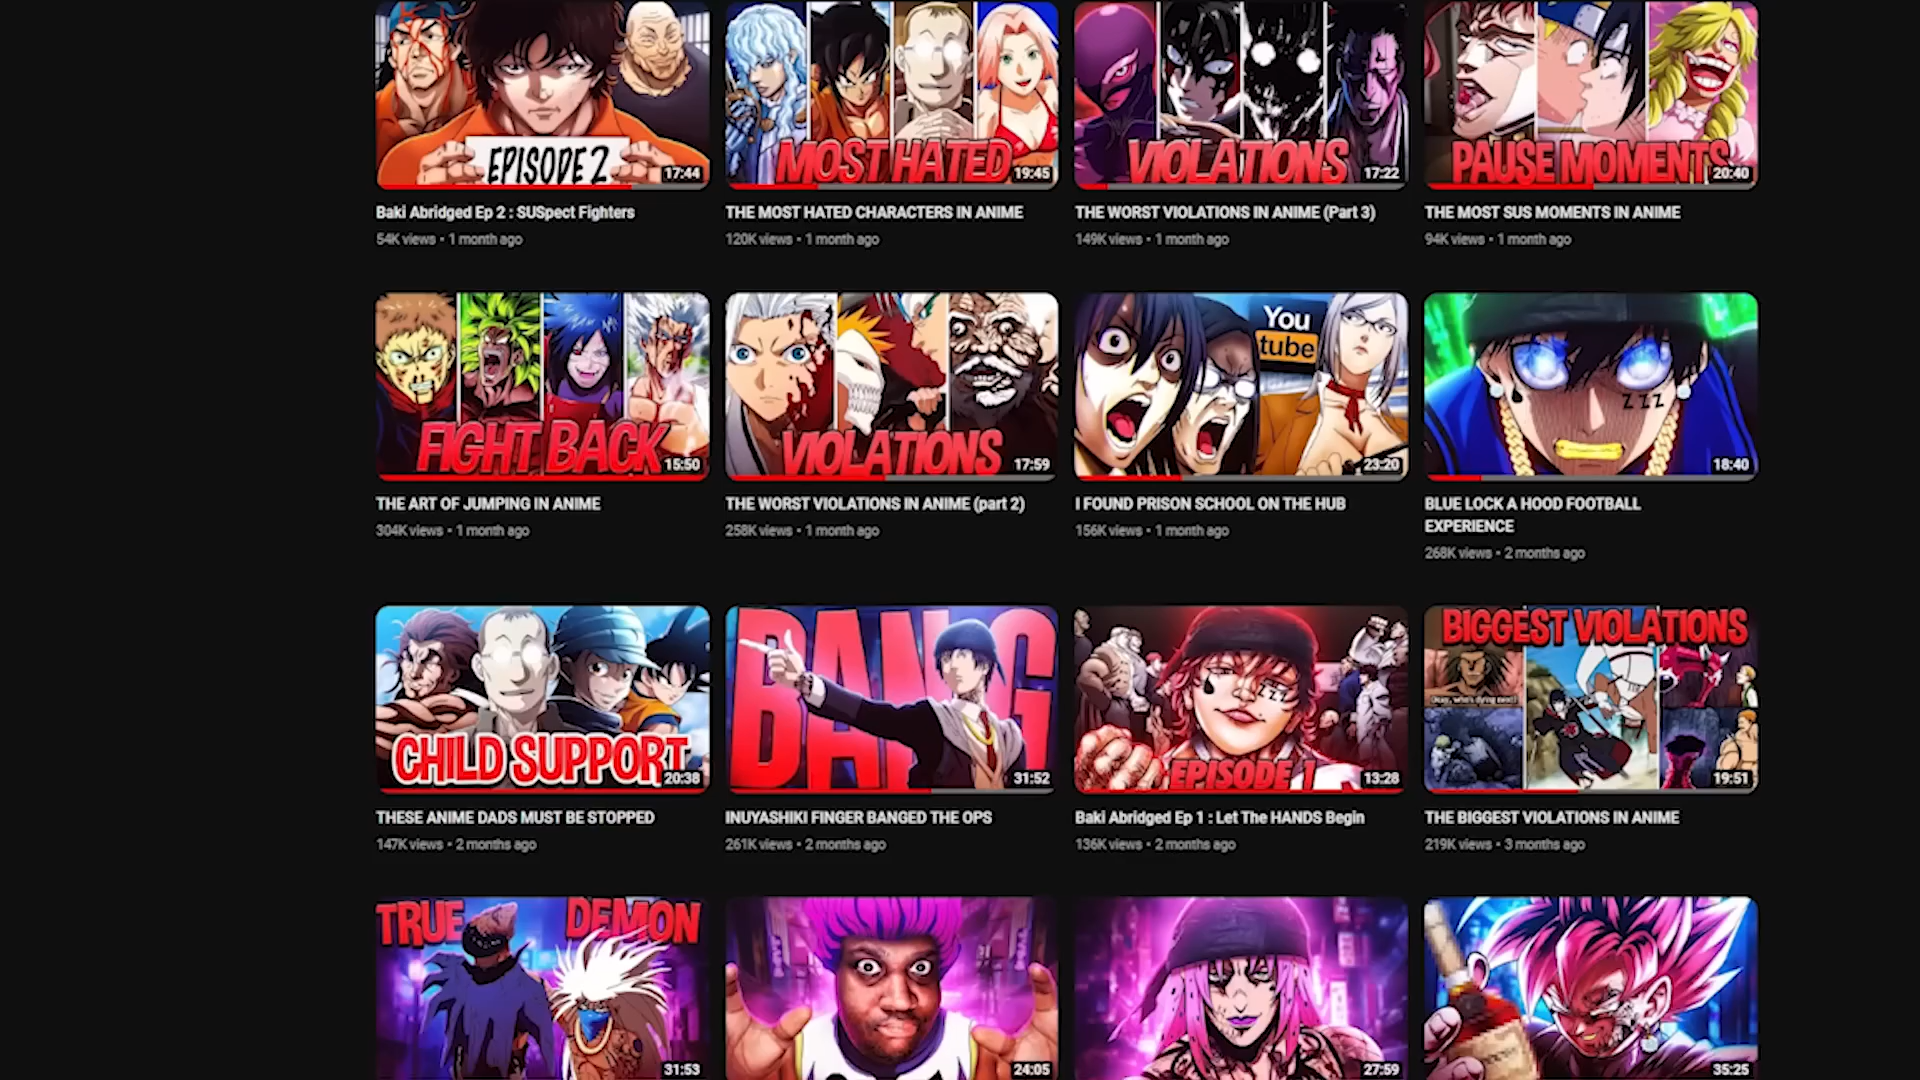 EPISODE 2
17:44
MOST HATED
19:45
VIOLATIONS
17:22
PAUSE MOMENTS
20:40
Baki Abridged Ep 2 : SUSpect Fighters
THE MOST HATED CHARACTERS IN ANIME
THE WORST VIOLATIONS IN ANIME (Part 3)
THE MOST SUS MOMENTS IN ANIME
54K views • 1 month ago
120K views • 1 month ago
149K views • 1 month ago
94K views • 1 month ago
FIGHT BACK
15:50
VIOLATIONS
17:59
You
tube
23:20
ZZZ
18:40
THE ART OF JUMPING IN ANIME
THE WORST VIOLATIONS IN ANIME (part 2)
I FOUND PRISON SCHOOL ON THE HUB
BLUE LOCK A HOOD FOOTBALL
EXPERIENCE
304K views • 1 month ago
258K views • 1 month ago
156K views • 1 month ago
268K views • 2 months ago
CHILD SUPPORT
20:38
BANG
31:52
ZZZ
EPISODE 1
13:28
BIGGEST VIOLATIONS
19:51
THESE ANIME DADS MUST BE STOPPED
INUYASHIKI FINGER BANGED THE OPS
Baki Abridged Ep 1 : Let The HANDS Begin
THE BIGGEST VIOLATIONS IN ANIME
147K views • 2 months ago
261K views • 2 months ago
136K views • 2 months ago
219K views • 3 months ago
TRUE DEMON
31:53
24:05
27:59
35:25